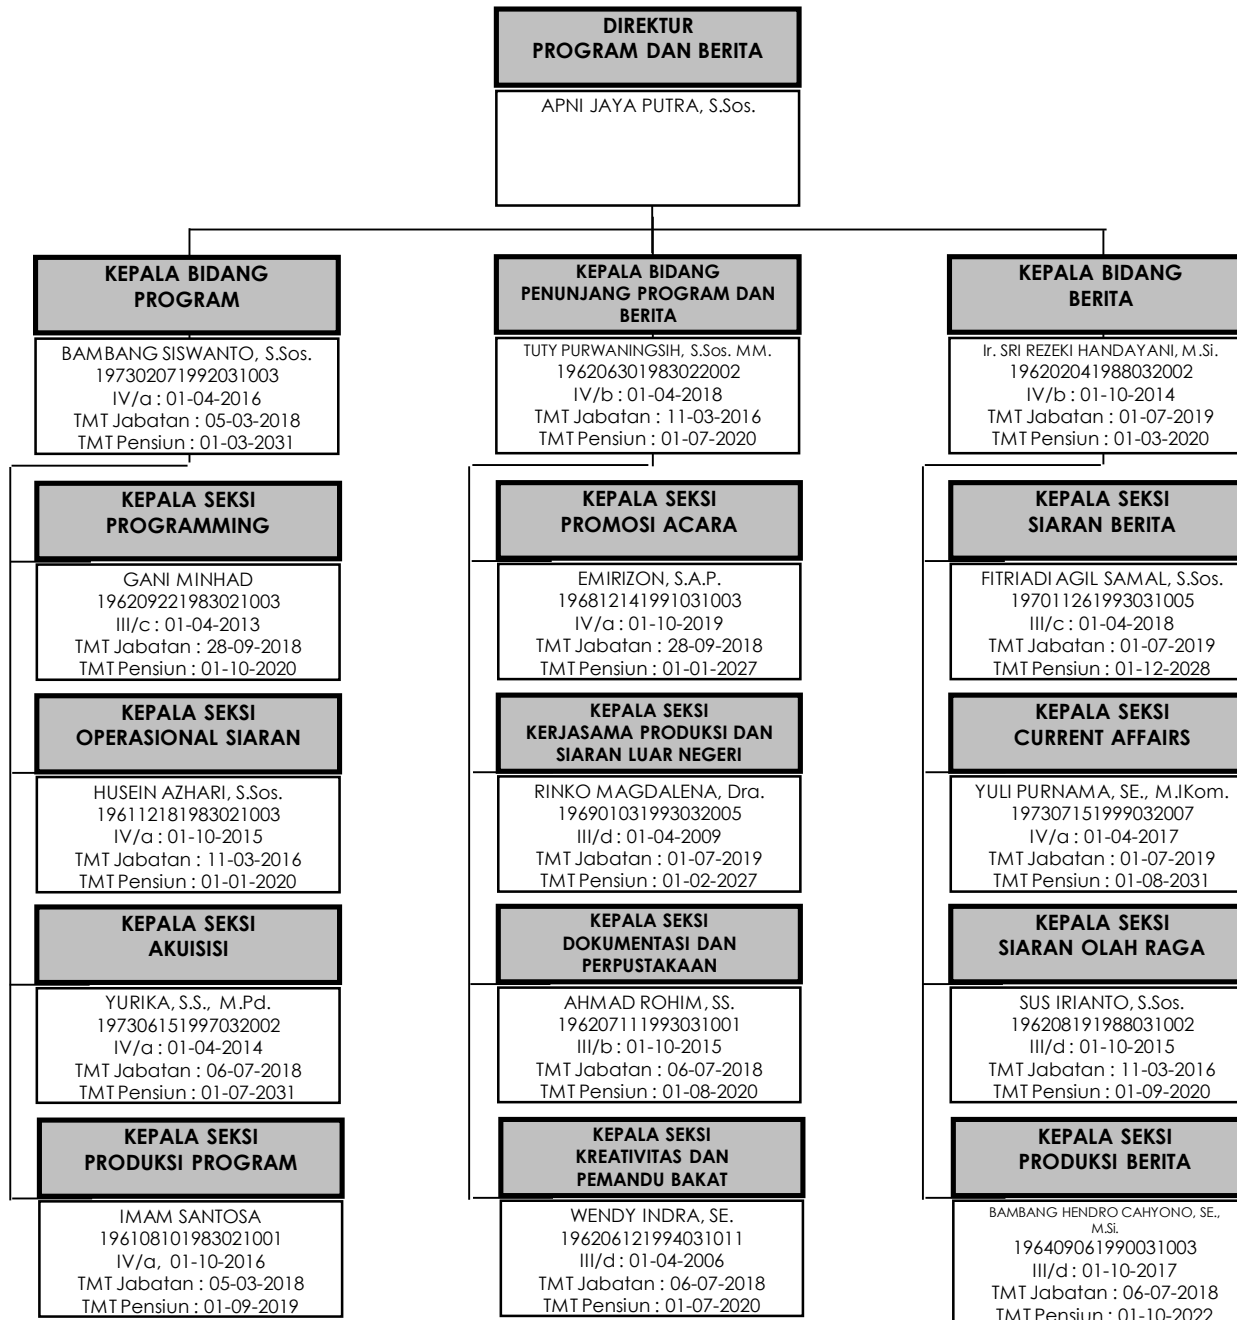 DIREKTUR
PROGRAM DAN BERITA
APNI JAYA PUTRA, S.Sos.
KEPALA BIDANG
PROGRAM
BAMBANG SISWANTO, S.Sos.
197302071992031003
IV/a : 01-04-2016
TMT Jabatan : 05-03-2018
TMT Pensiun : 01-03-2031
KEPALA SEKSI
PROGRAMMING
GANI MINHAD
196209221983021003
III/c : 01-04-2013
TMT Jabatan : 28-09-2018
TMT Pensiun : 01-10-2020
KEPALA SEKSI
OPERASIONAL SIARAN
HUSEIN AZHARI, S.Sos.
196112181983021003
IV/a : 01-10-2015
TMT Jabatan : 11-03-2016
TMT Pensiun : 01-01-2020
KEPALA SEKSI
AKUISISI
YURIKA, S.S., M.Pd.
197306151997032002
IV/a : 01-04-2014
TMT Jabatan : 06-07-2018
TMT Pensiun : 01-07-2031
KEPALA SEKSI
PRODUKSI PROGRAM
IMAM SANTOSA
196108101983021001
IV/a, 01-10-2016
TMT Jabatan : 05-03-2018
TMT Pensiun : 01-09-2019
KEPALA BIDANG
PENUNJANG PROGRAM DAN
BERITA
TUTY PURWANINGSIH, S.Sos. MM.
196206301983022002
IV/b : 01-04-2018
TMT Jabatan : 11-03-2016
TMT Pensiun : 01-07-2020
KEPALA SEKSI
PROMOSI ACARA
EMIRIZON, S.A.P.
196812141991031003
IV/a : 01-10-2019
TMT Jabatan : 28-09-2018
TMT Pensiun : 01-01-2027
KEPALA SEKSI
KERJASAMA PRODUKSI DAN
SIARAN LUAR NEGERI
RINKO MAGDALENA, Dra.
196901031993032005
III/d : 01-04-2009
TMT Jabatan : 01-07-2019
TMT Pensiun : 01-02-2027
KEPALA SEKSI
DOKUMENTASI DAN
PERPUSTAKAAN
AHMAD ROHIM, SS.
196207111993031001
III/b : 01-10-2015
TMT Jabatan : 06-07-2018
TMT Pensiun : 01-08-2020
KEPALA SEKSI
KREATIVITAS DAN
PEMANDU BAKAT
WENDY INDRA, SE.
196206121994031011
III/d : 01-04-2006
TMT Jabatan : 06-07-2018
TMT Pensiun : 01-07-2020
KEPALA BIDANG
BERITA
Ir. SRI REZEKI HANDAYANI, M.Si.
196202041988032002
IV/b : 01-10-2014
TMT Jabatan : 01-07-2019
TMT Pensiun : 01-03-2020
KEPALA SEKSI
SIARAN BERITA
FITRIADI AGIL SAMAL, S.Sos.
197011261993031005
III/c : 01-04-2018
TMT Jabatan : 01-07-2019
TMT Pensiun : 01-12-2028
KEPALA SEKSI
CURRENT AFFAIRS
YULI PURNAMA, SE., M.IKom.
197307151999032007
IV/a : 01-04-2017
TMT Jabatan : 01-07-2019
TMT Pensiun : 01-08-2031
KEPALA SEKSI
SIARAN OLAH RAGA
SUS IRIANTO, S.Sos.
196208191988031002
III/d : 01-10-2015
TMT Jabatan : 11-03-2016
TMT Pensiun : 01-09-2020
KEPALA SEKSI
PRODUKSI BERITA
BAMBANG HENDRO CAHYONO, SE.,
M.Si.
196409061990031003
III/d : 01-10-2017
TMT Jabatan : 06-07-2018
TMT Pensiun : 01-10-2022